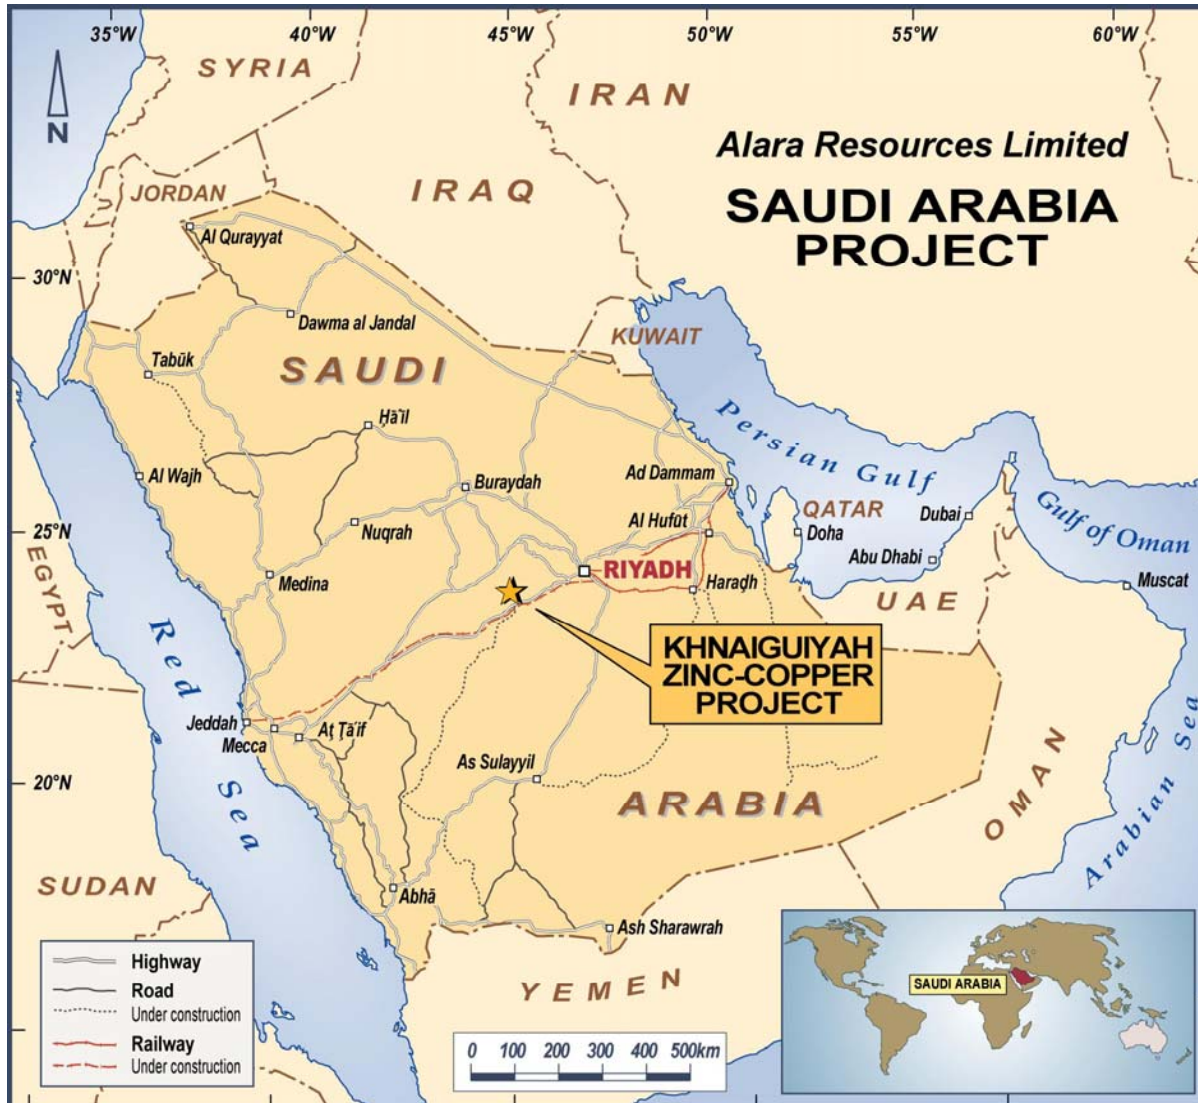 35°W
40°W
45°W
50°W
55°W
60°W
SYRIA
IRAN
N
Alara Resources Limited
SAUDI ARABIA
PROJECT
JORDAN
IRAQ
Al Qurayyat
30°N
Dawma al Jandal
KUWAIT
Tabūk
SAUDI
Persian Gulf
Ḥā'il
Al Wajh
Buraydah
Ad Dammam
QATAR
Dubai
Gulf of Oman
Nuqrah
Al Hufūt
Doha
25°N
Abu Dhabi
EGYPT
Medina
RIYADH
Haraḍh
Muscat
UAE
Red Sea
KHNAIGUIYAH
ZINC-COPPER
PROJECT
Jeddah
Mecca
Aṭ Ṭā'if
As Sulayyil
20°N
ARABIA
OMAN
Arabian Sea
SUDAN
Abhā
Ash Sharawrah
YEMEN
Highway
Road
Under construction
Railway
Under construction
0 100 200 300 400 500km
SAUDI ARABIA